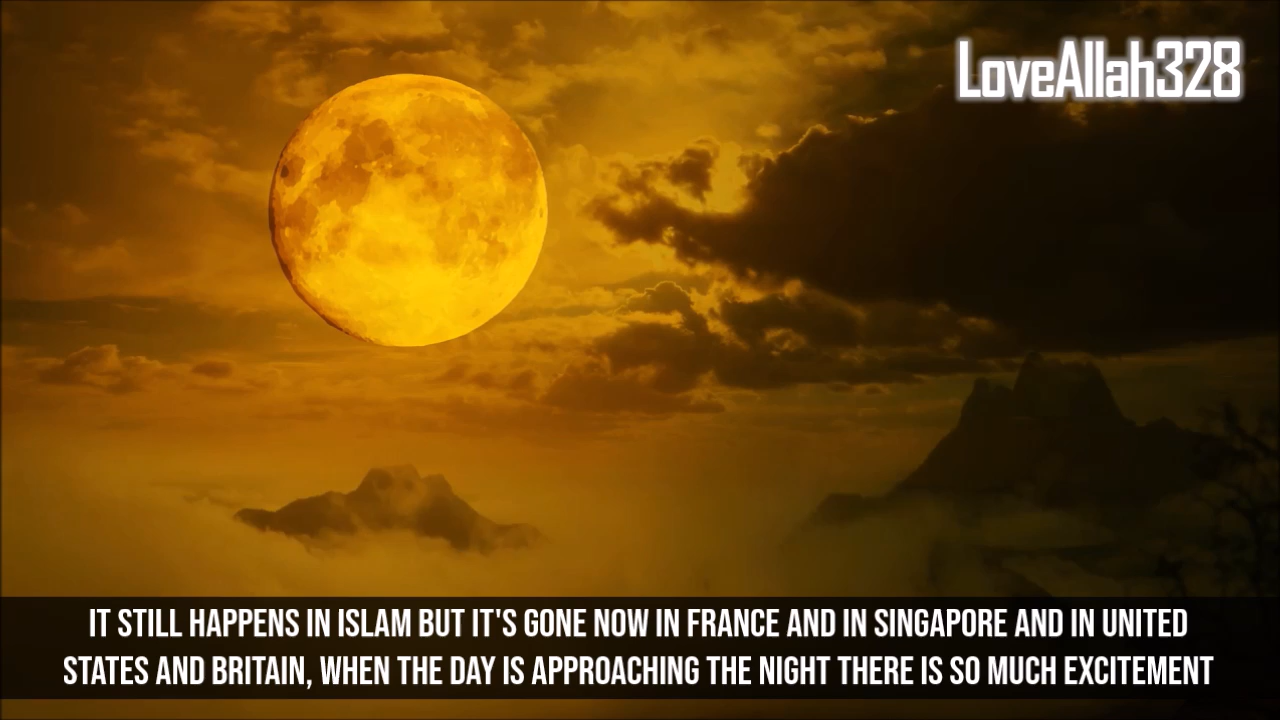 LoveAllah328
IT STILL HAPPENS IN ISLAM BUT IT'S GONE NOW IN FRANCE AND IN SINGAPORE AND IN UNITED
STATES AND BRITAIN, WHEN THE DAY IS APPROACHING THE NIGHT THERE IS SO MUCH EXCITEMENT